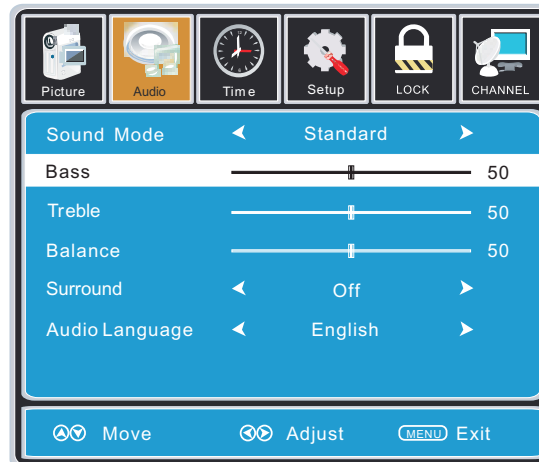 Picture Audio Time Setup LOCK CHANNEL
Sound Mode Standard
Bass 50
Treble 50
Balance 50
Surround Off
Audio Language English
Move Adjust MENU Exit